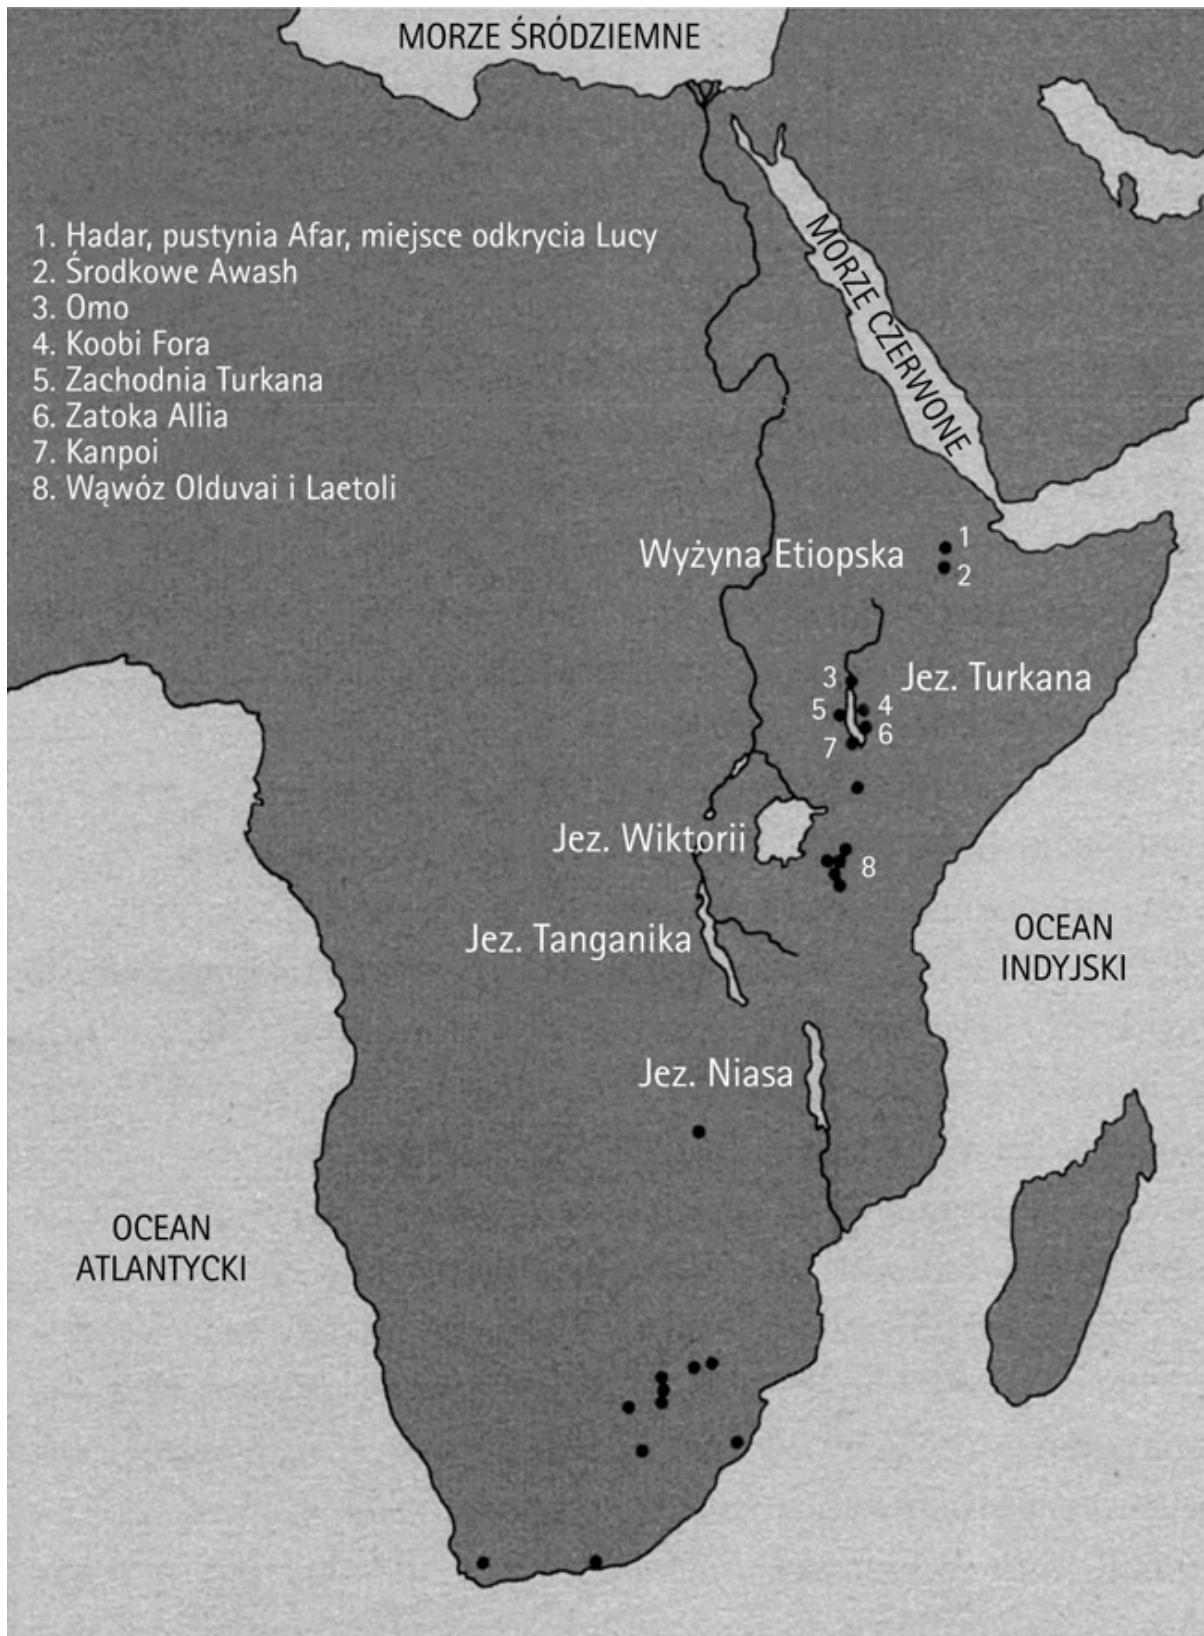 MORZE ŚRÓDZIEMNE
1. Hadar, pustynia Afar, miejsce odkrycia Lucy
2. Środkowe Awash
3. Omo
4. Koobi Fora
5. Zachodnia Turkana
6. Zatoka Allia
7. Kanpoi
8. Wąwóz Olduvai i Laetoli
MORZE CZERWONE
Wyżyna Etiopska
1
2
3
Jez. Turkana
5
4
6
7
Jez. Wiktorii
8
Jez. Tanganika
OCEAN
INDYJSKI
Jez. Niasa
OCEAN
ATLANTYCKI